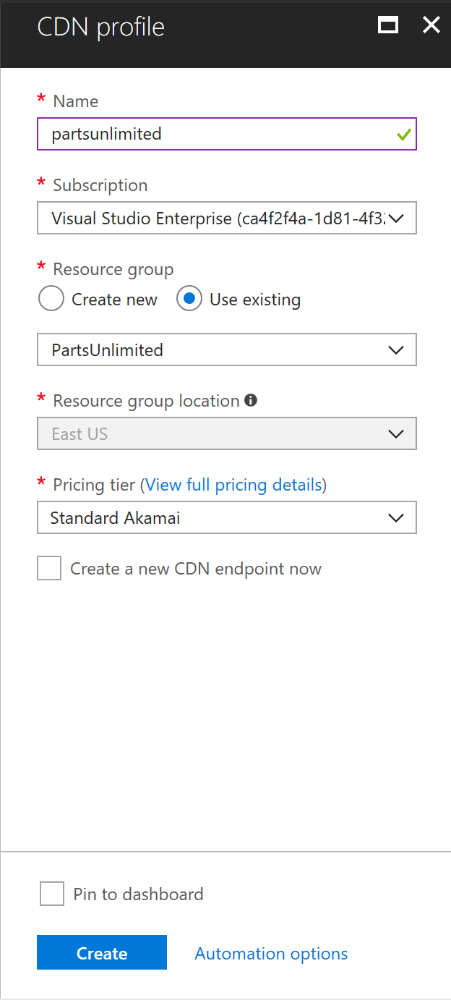 CDN profile
* Name
partsunlimited
* Subscription
Visual Studio Enterprise (ca4f2f4a-1d81-4f32
* Resource group
Create new Use existing
PartsUnlimited
* Resource group location
East US
* Pricing tier (View full pricing details)
Standard Akamai
Create a new CDN endpoint now
Pin to dashboard
Create Automation options